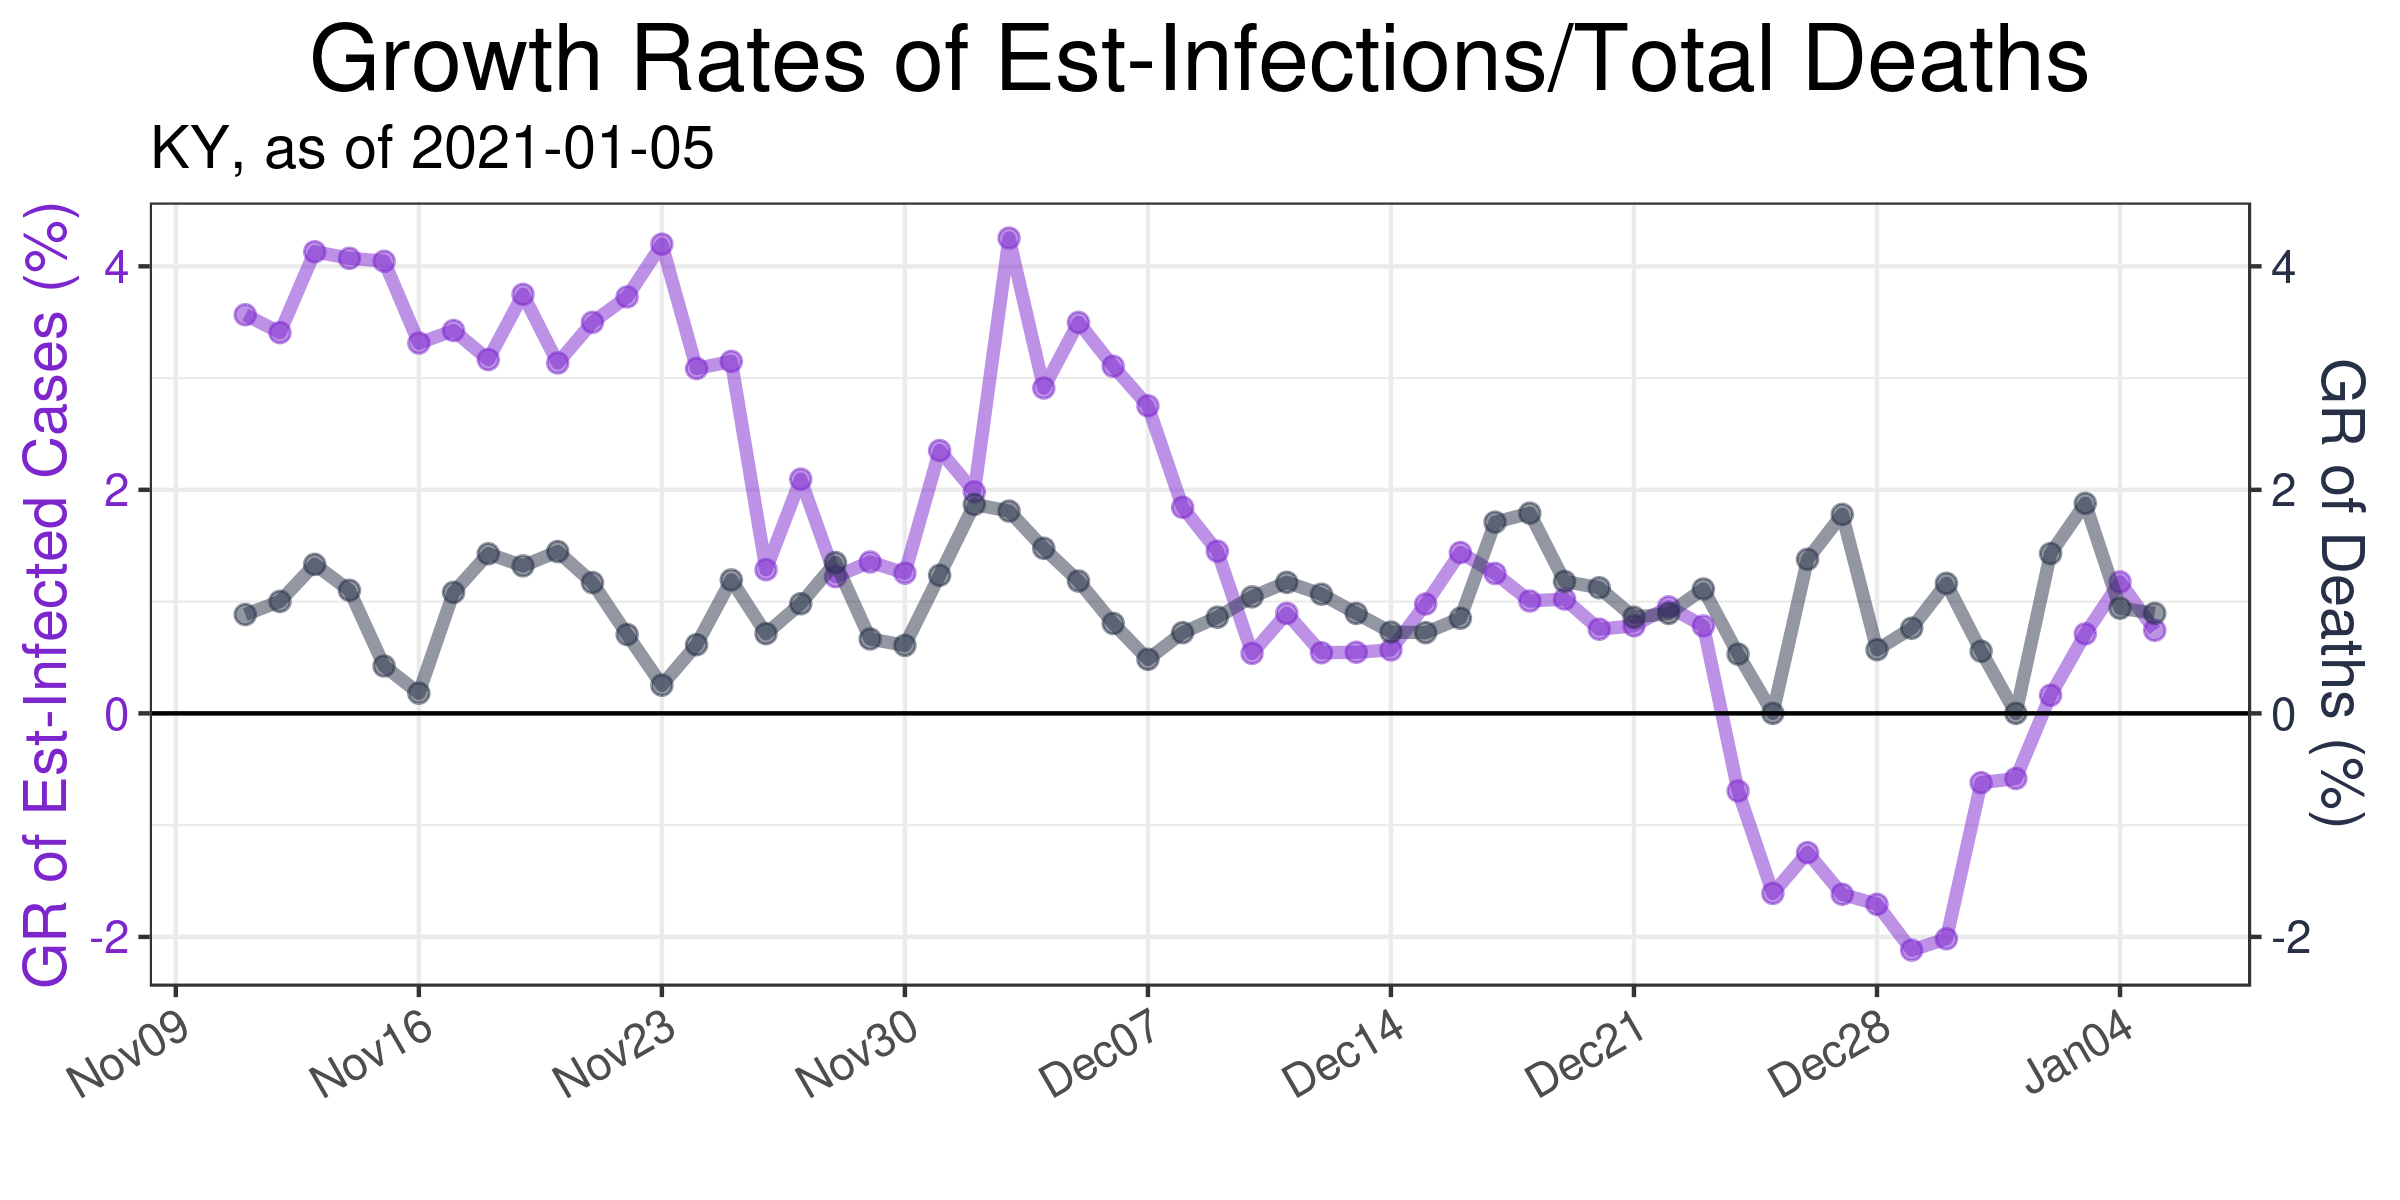 Growth Rates of Est-Infections/Total Deaths
KY, as of 2021-01-05
GR of Est-Infected Cases (%)
4
2
0
-2
4
2
0
-2
GR of Deaths (%)
Nov09
Nov16
Nov23
Nov30
Dec07
Dec14
Dec21
Dec28
Jan04